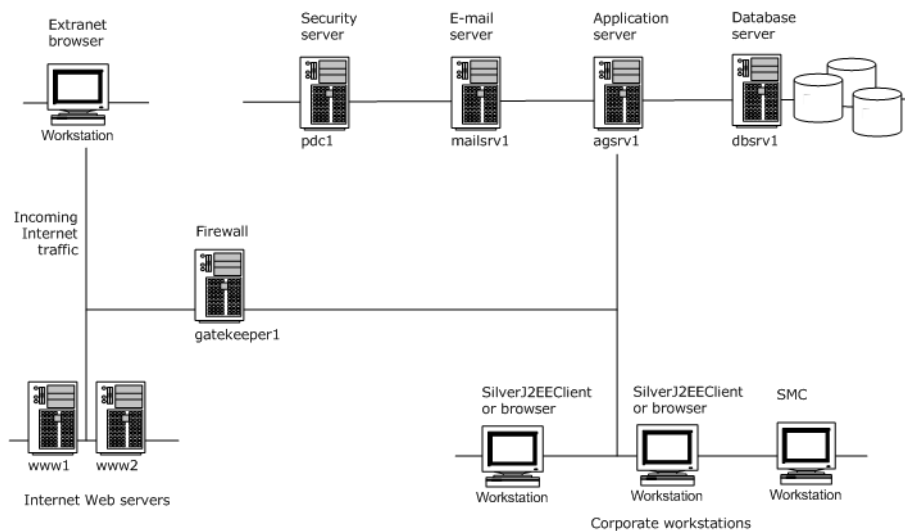 Extranet
browser
Security
server
E-mail
server
Application
server
Database
server
Workstation
pdc1
mailsrv1
agsrv1
dbsrv1
Incoming
Internet
traffic
Firewall
gatekeeper1
SilverJ2EEClient
or browser
SilverJ2EEClient
or browser
SMC
www1
www2
Workstation
Workstation
Workstation
Internet Web servers
Corporate workstations